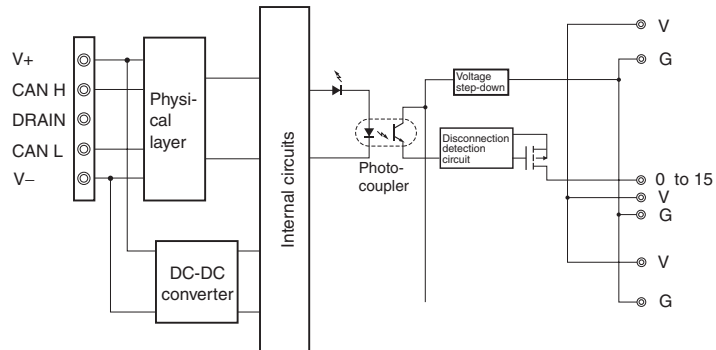 V+
CAN H
DRAIN
CAN L
V−
Physi-
cal
layer
DC-DC
converter
Internal circuits
Photo-
coupler
Voltage
step-down
Disconnection
detection
circuit
V
G
0 to 15
V
G
V
G